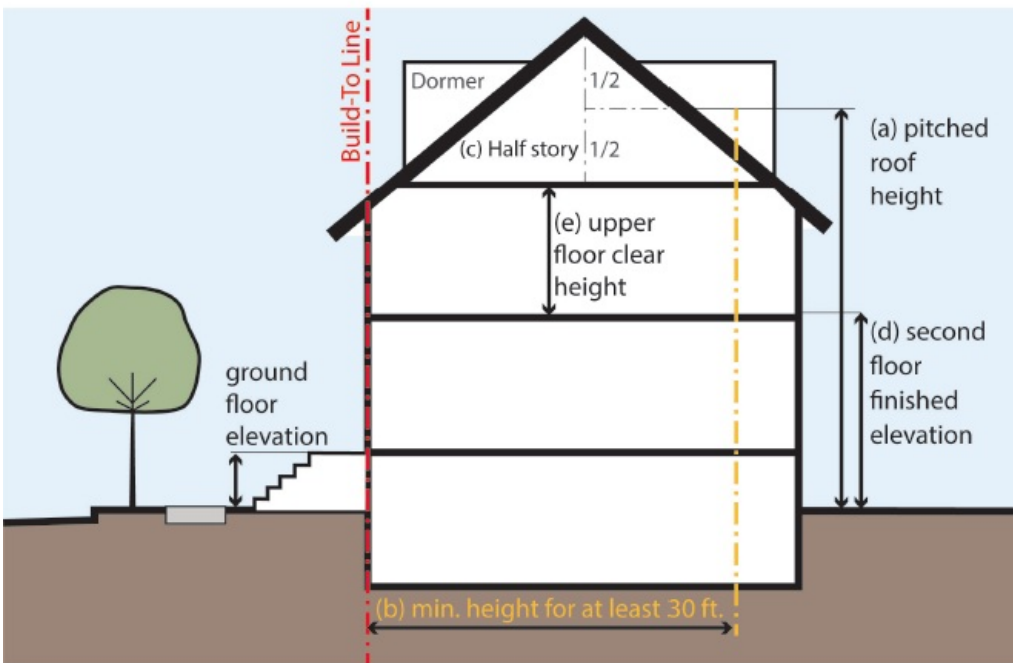 Build-To Line
Dormer
1/2
(c) Half story
1/2
(a) pitched
roof
height
(e) upper
floor clear
height
ground
floor
elevation
(d) second
floor
finished
elevation
(b) min. height for at least 30 ft.